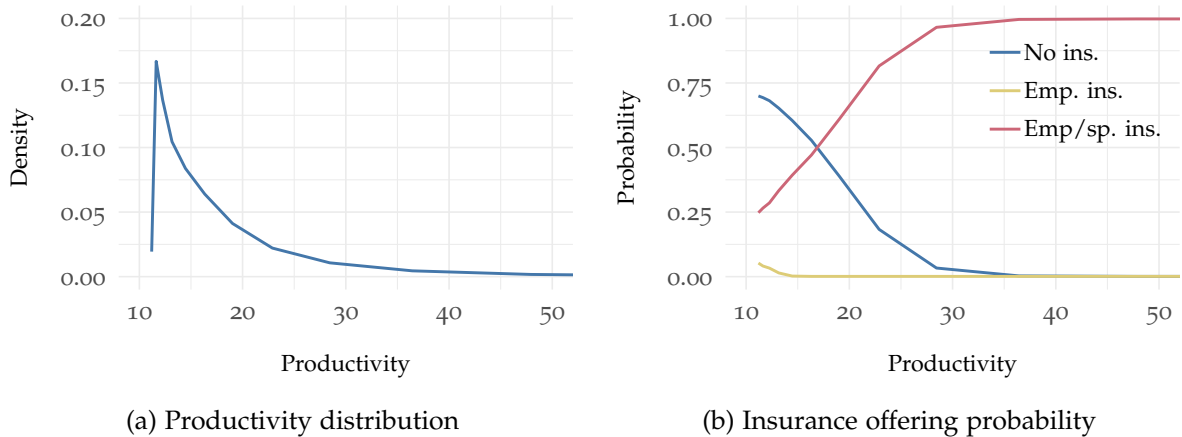 0.20
0.15
0.10
0.05
0.00
Density
10 20 30 40 50
Productivity
(a) Productivity distribution
1.00
0.75
0.50
0.25
0.00
Probability
No ins.
Emp. ins.
Emp/sp. ins.
10 20 30 40 50
Productivity
(b) Insurance offering probability